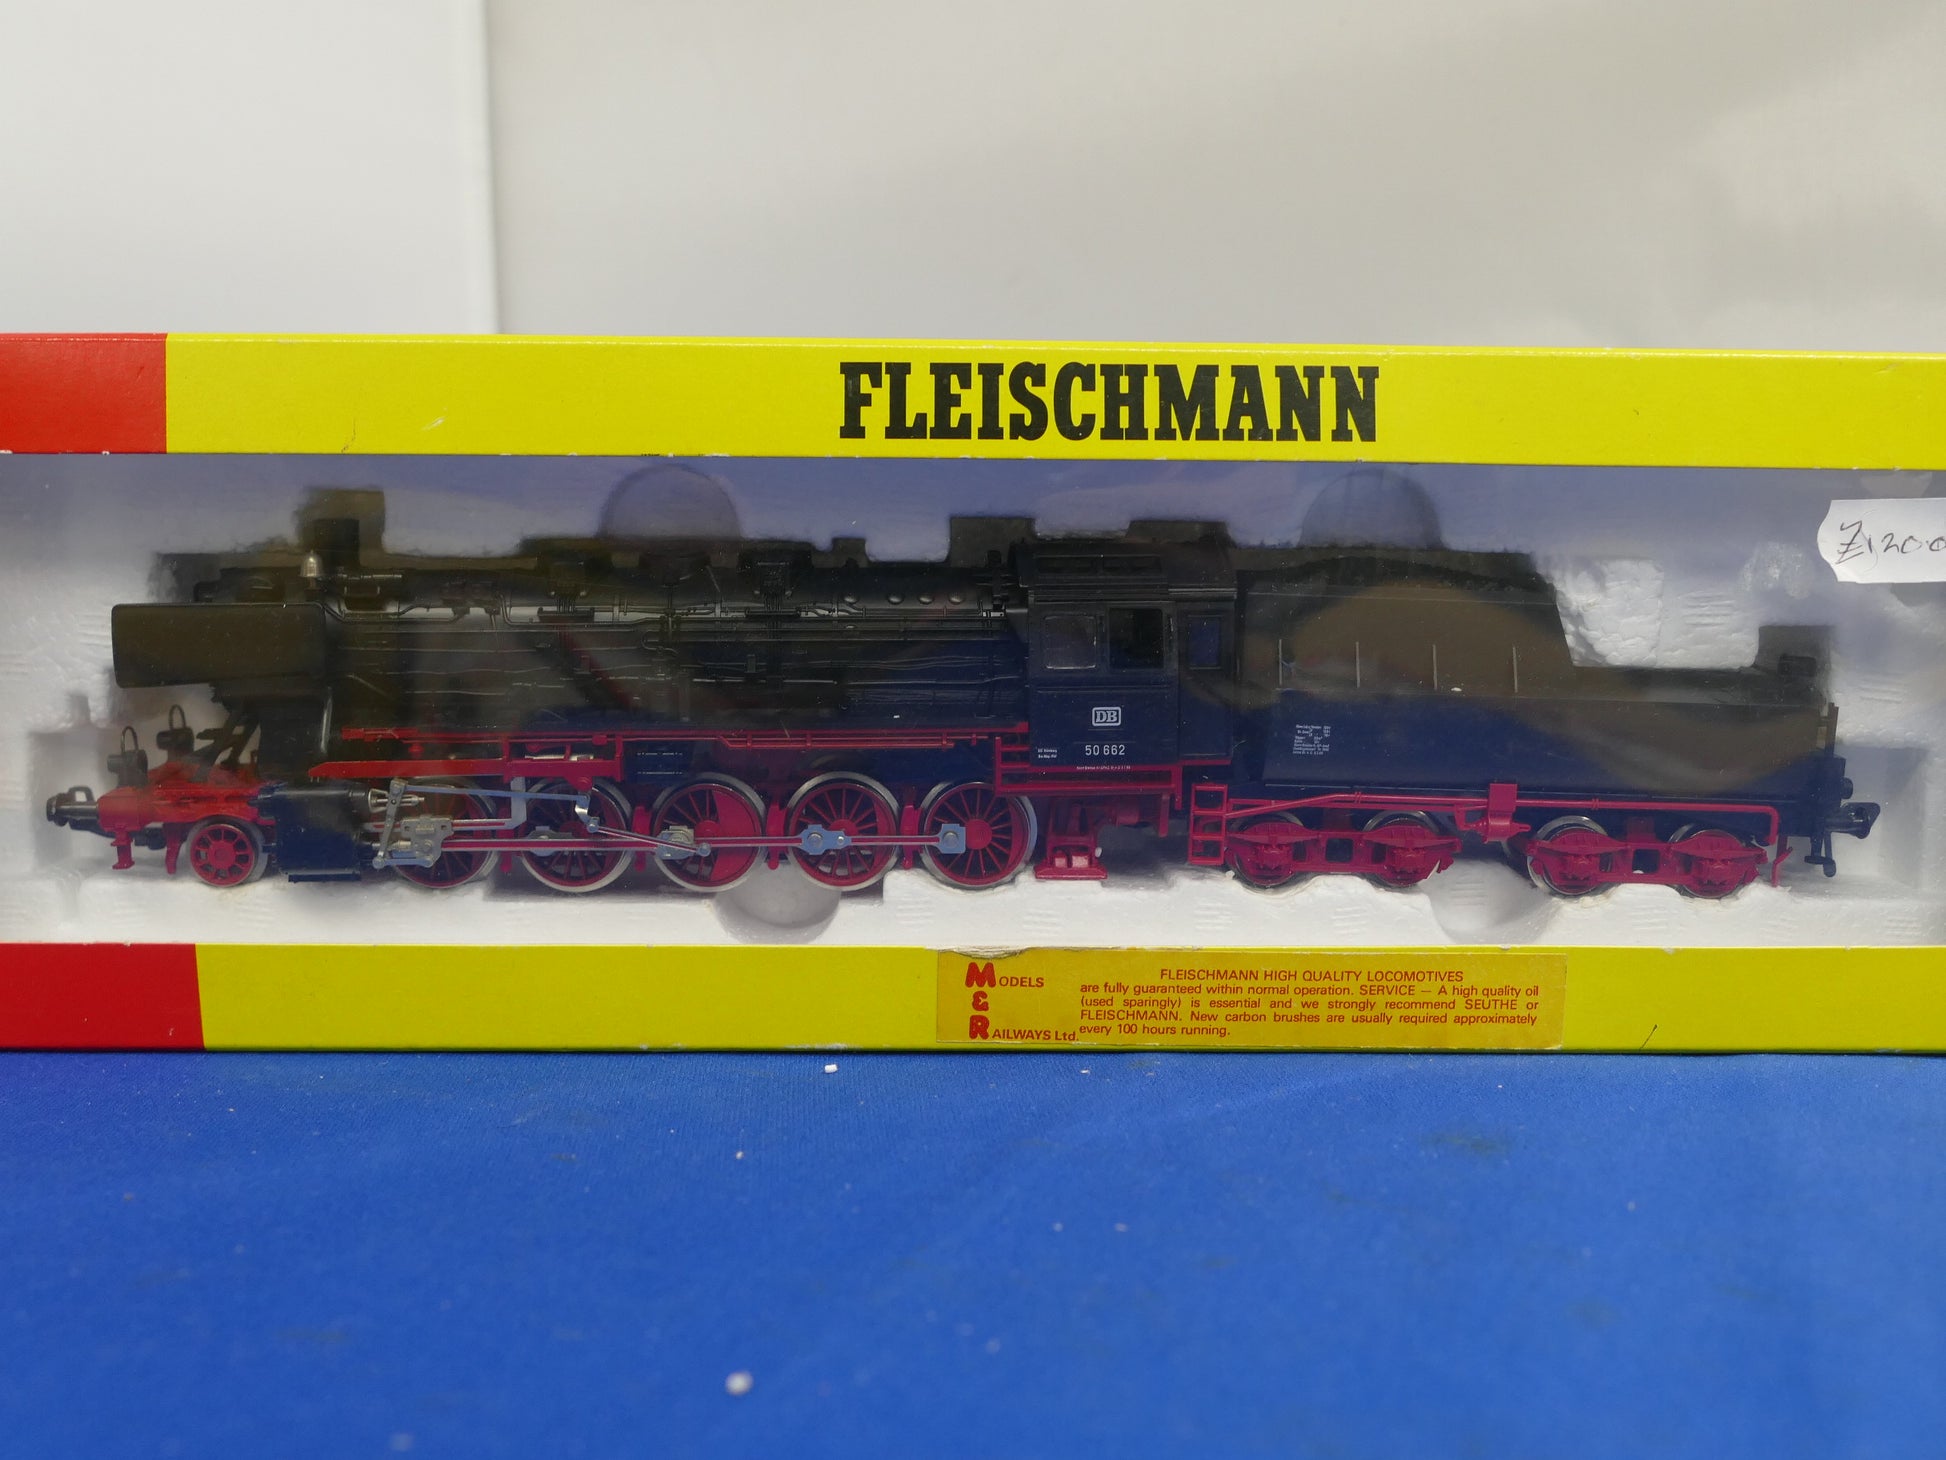 FLEISCHMANN
DB
50 662
MODELS
&
RAILWAYS Ltd.
FLEISCHMANN HIGH QUALITY LOCOMOTIVES
are fully guaranteed within normal operation. SERVICE — A high quality oil
(used sparingly) is essential and we strongly recommend SEUTHE or
FLEISCHMANN. New carbon brushes are usually required approximately
every 100 hours running.